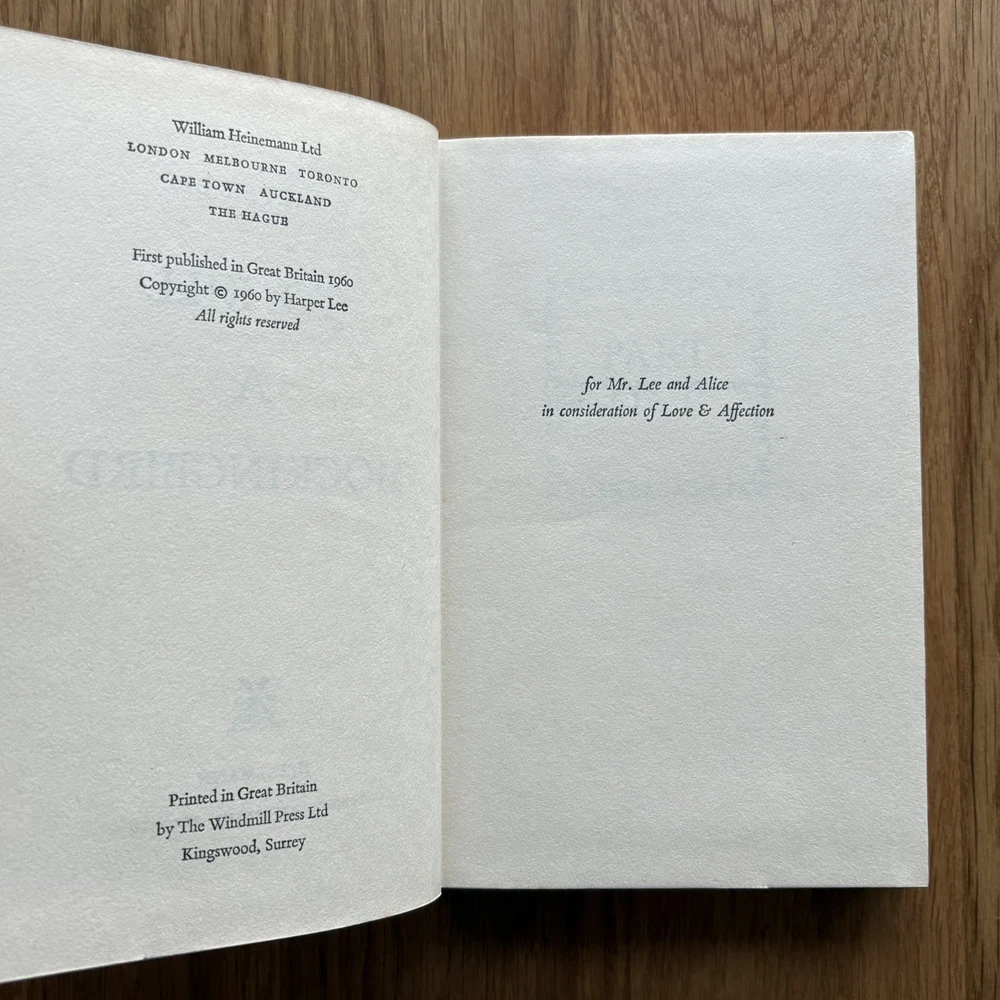 William Heinemann Ltd
LONDON MELBOURNE TORONTO
CAPE TOWN AUCKLAND
THE HAGUE
First published in Great Britain 1960
Copyright © 1960 by Harper Lee
All rights reserved
Printed in Great Britain
by The Windmill Press Ltd
Kingswood, Surrey
for Mr. Lee and Alice
in consideration of Love & Affection